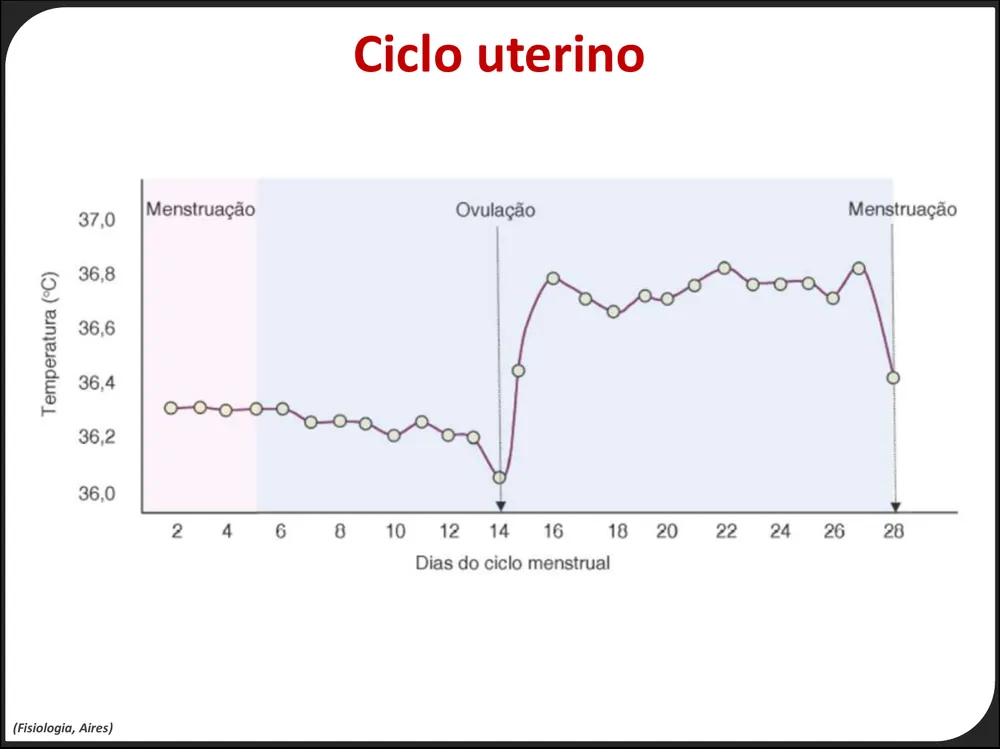 Ciclo uterino
Menstruação
Ovulação
Menstruação
Temperatura (°C)
37,0
36,8
36,6
36,4
36,2
36,0
2 4 6 8 10 12 14 16 18 20 22 24 26 28
Dias do ciclo menstrual
(Fisiologia, Aires)